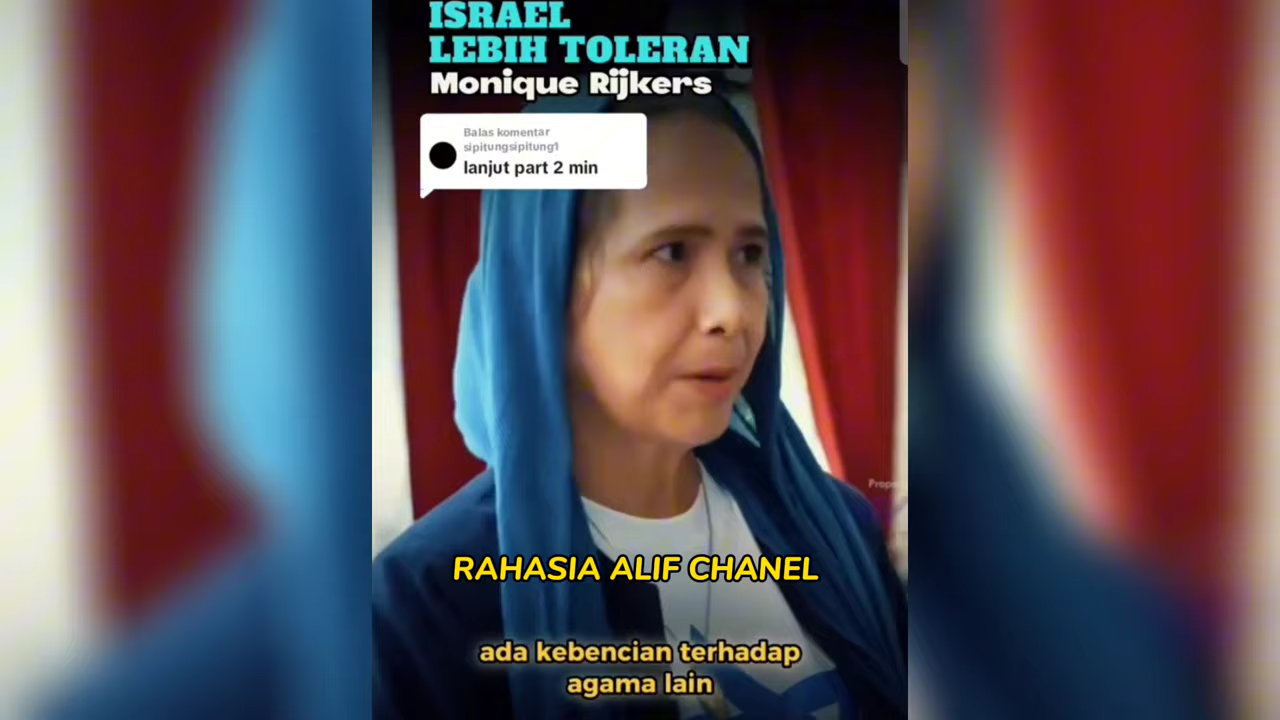 ISRAEL
LEBIH TOLERAN
Monique Rijkers
Balas komentar
sipitungsipitung1
lanjut part 2 min
RAHASIA ALIF CHANEL
ada kebencian terhadap
agama lain